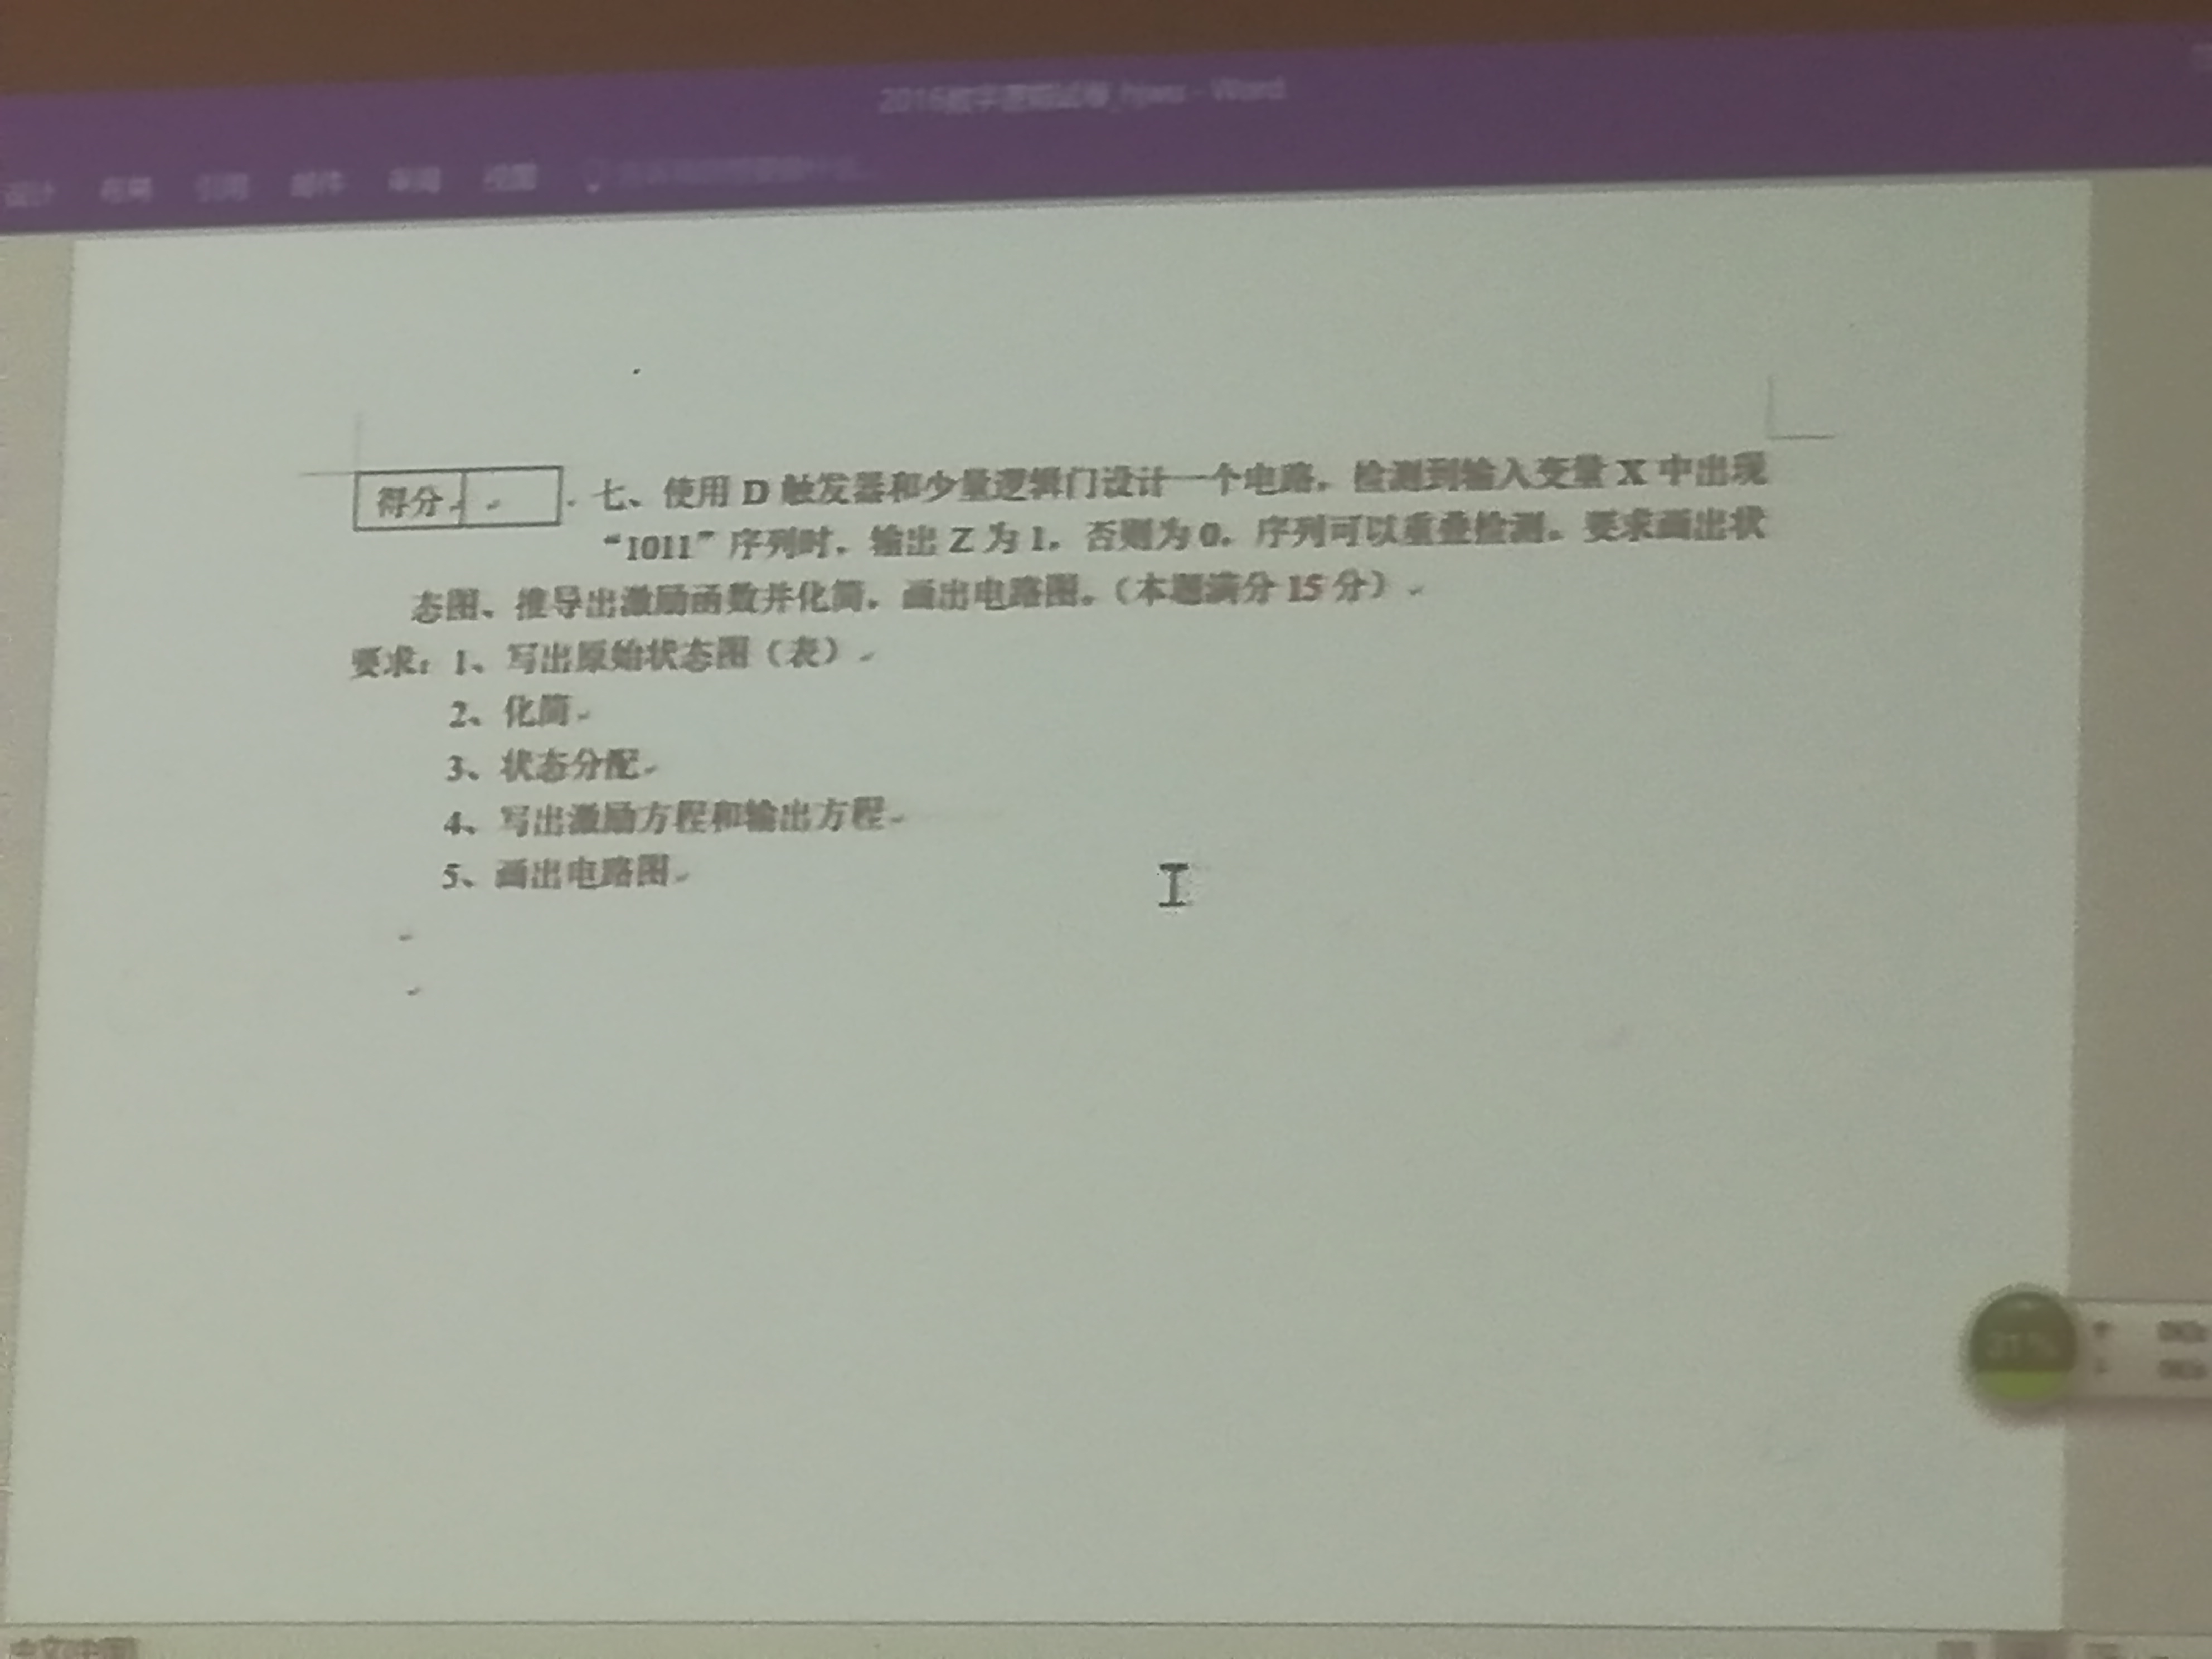 2016数字逻辑试卷_hjwu - Word
设计 布局 引用 邮件 审阅 视图
得分 七、使用 D 触发器和少量逻辑门设计一个电路，检测到输入变量 X 中出现
“1011”序列时，输出 Z 为 1，否则为 0。序列可以重叠检测。要求画出状
态图、推导出激励函数并化简，画出电路图。（本题满分 15 分）
要求：1、写出原始状态图（表）
2、化简
3、状态分配
4、写出激励方程和输出方程
5、画出电路图
31%